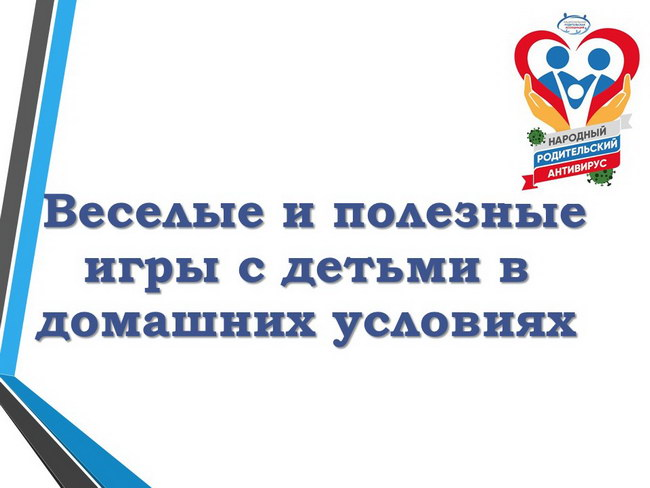 НАРОДНЫЙ
РОДИТЕЛЬСКИЙ
АНТИВИРУС
Веселые и полезные
игры с детьми в
домашних условиях